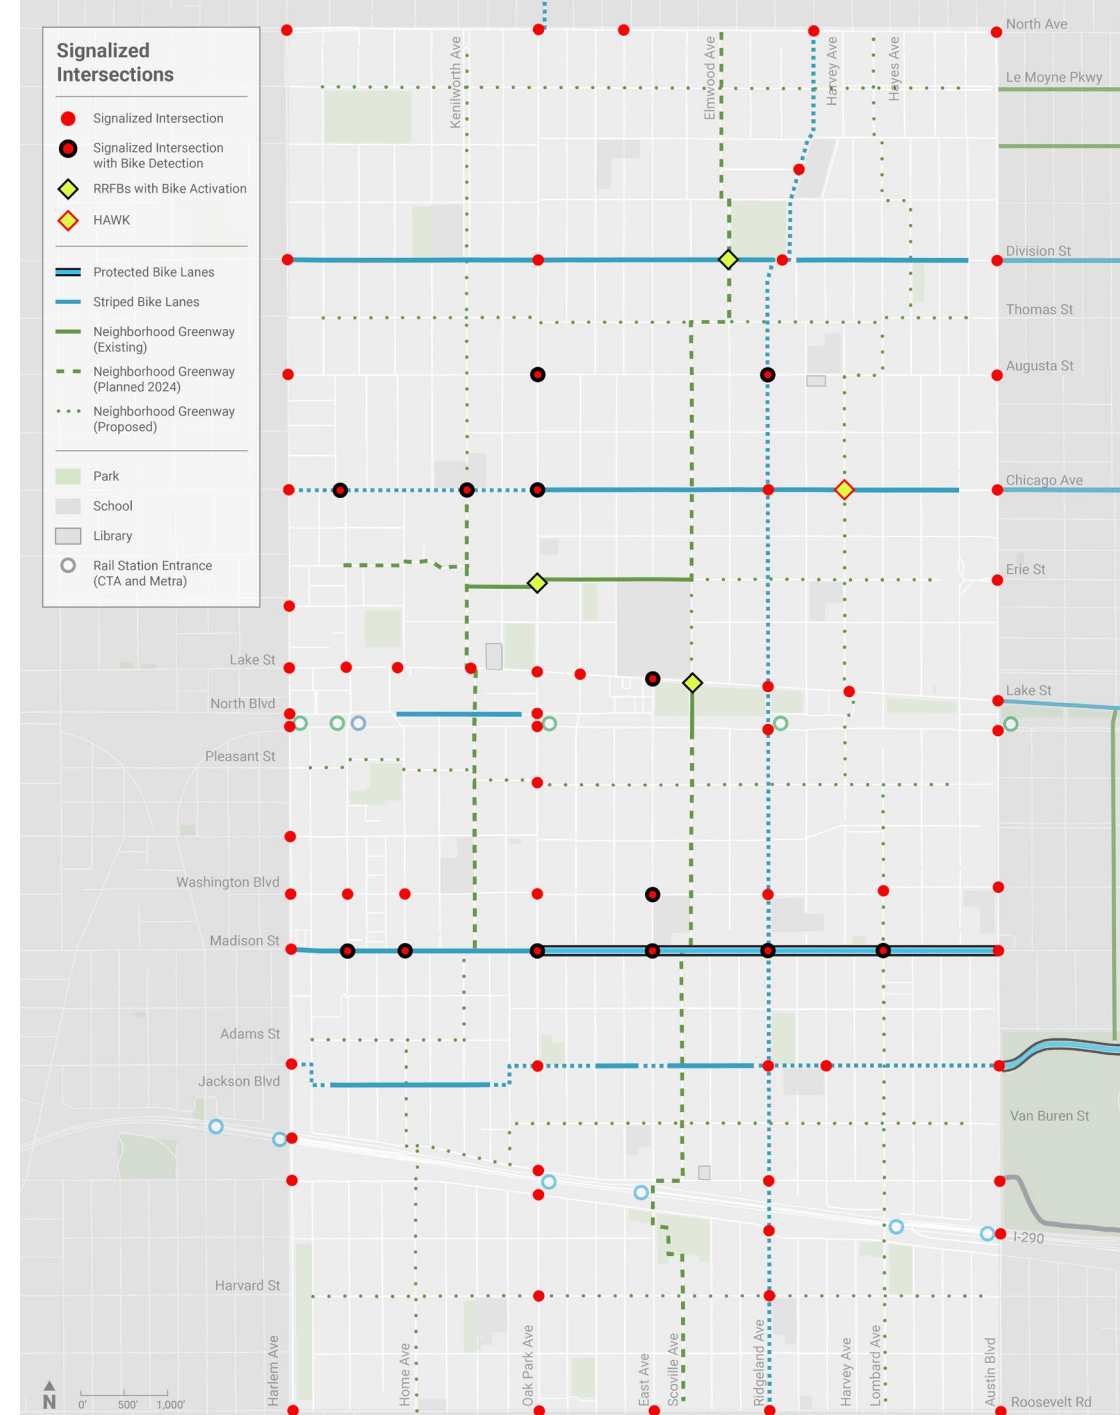 North Ave
Signalized
Intersections
Kenilworth Ave
Elmwood Ave
Harvey Ave
Hayes Ave
Le Moyne Pkwy
Signalized Intersection
Signalized Intersection
with Bike Detection
RRFBs with Bike Activation
HAWK
Division St
Protected Bike Lanes
Striped Bike Lanes
Thomas St
Neighborhood Greenway
(Existing)
Augusta St
Neighborhood Greenway
(Planned 2024)
Neighborhood Greenway
(Proposed)
Park
Chicago Ave
School
Library
Rail Station Entrance
(CTA and Metra)
Erie St
Lake St
Lake St
North Blvd
Pleasant St
Washington Blvd
Madison St
Adams St
Jackson Blvd
Van Buren St
I-290
Harvard St
Harlem Ave
Home Ave
Oak Park Ave
East Ave
Scoville Ave
Ridgeland Ave
Harvey Ave
Lombard Ave
Austin Blvd
N
0' 500' 1,000'
Roosevelt Rd